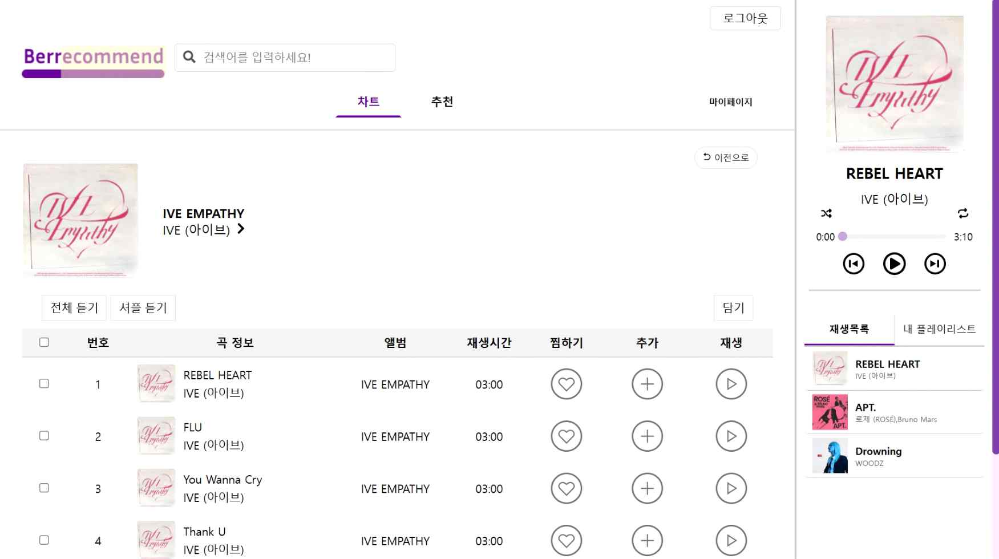 로그아웃
Berrecommend
검색어를 입력하세요!
차트
추천
마이페이지
이전으로
IVE
Empathy
IVE EMPATHY
IVE (아이브)
전체 듣기
셔플 듣기
담기
번호
곡 정보
앨범
재생시간
찜하기
추가
재생
1
REBEL HEART
IVE (아이브)
IVE EMPATHY
03:00
2
FLU
IVE (아이브)
IVE EMPATHY
03:00
3
You Wanna Cry
IVE (아이브)
IVE EMPATHY
03:00
4
Thank U
IVE (아이브)
IVE EMPATHY
03:00
IVE
Empathy
REBEL HEART
IVE (아이브)
0:00
3:10
재생목록
내 플레이리스트
REBEL HEART
IVE (아이브)
ROSÉ
APT.
APT.
로제 (ROSÉ),Bruno Mars
Drowning
WOODZ